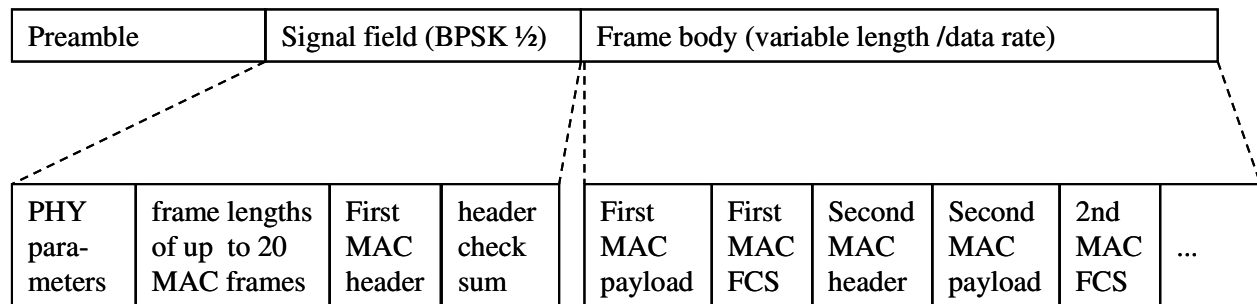 Preamble
Signal field (BPSK ½)
Frame body (variable length /data rate)
PHY
para-
meters
frame lengths
of up to 20
MAC frames
First
MAC
header
header
check
sum
First
MAC
payload
First
MAC
FCS
Second
MAC
header
Second
MAC
payload
2nd
MAC
FCS
...